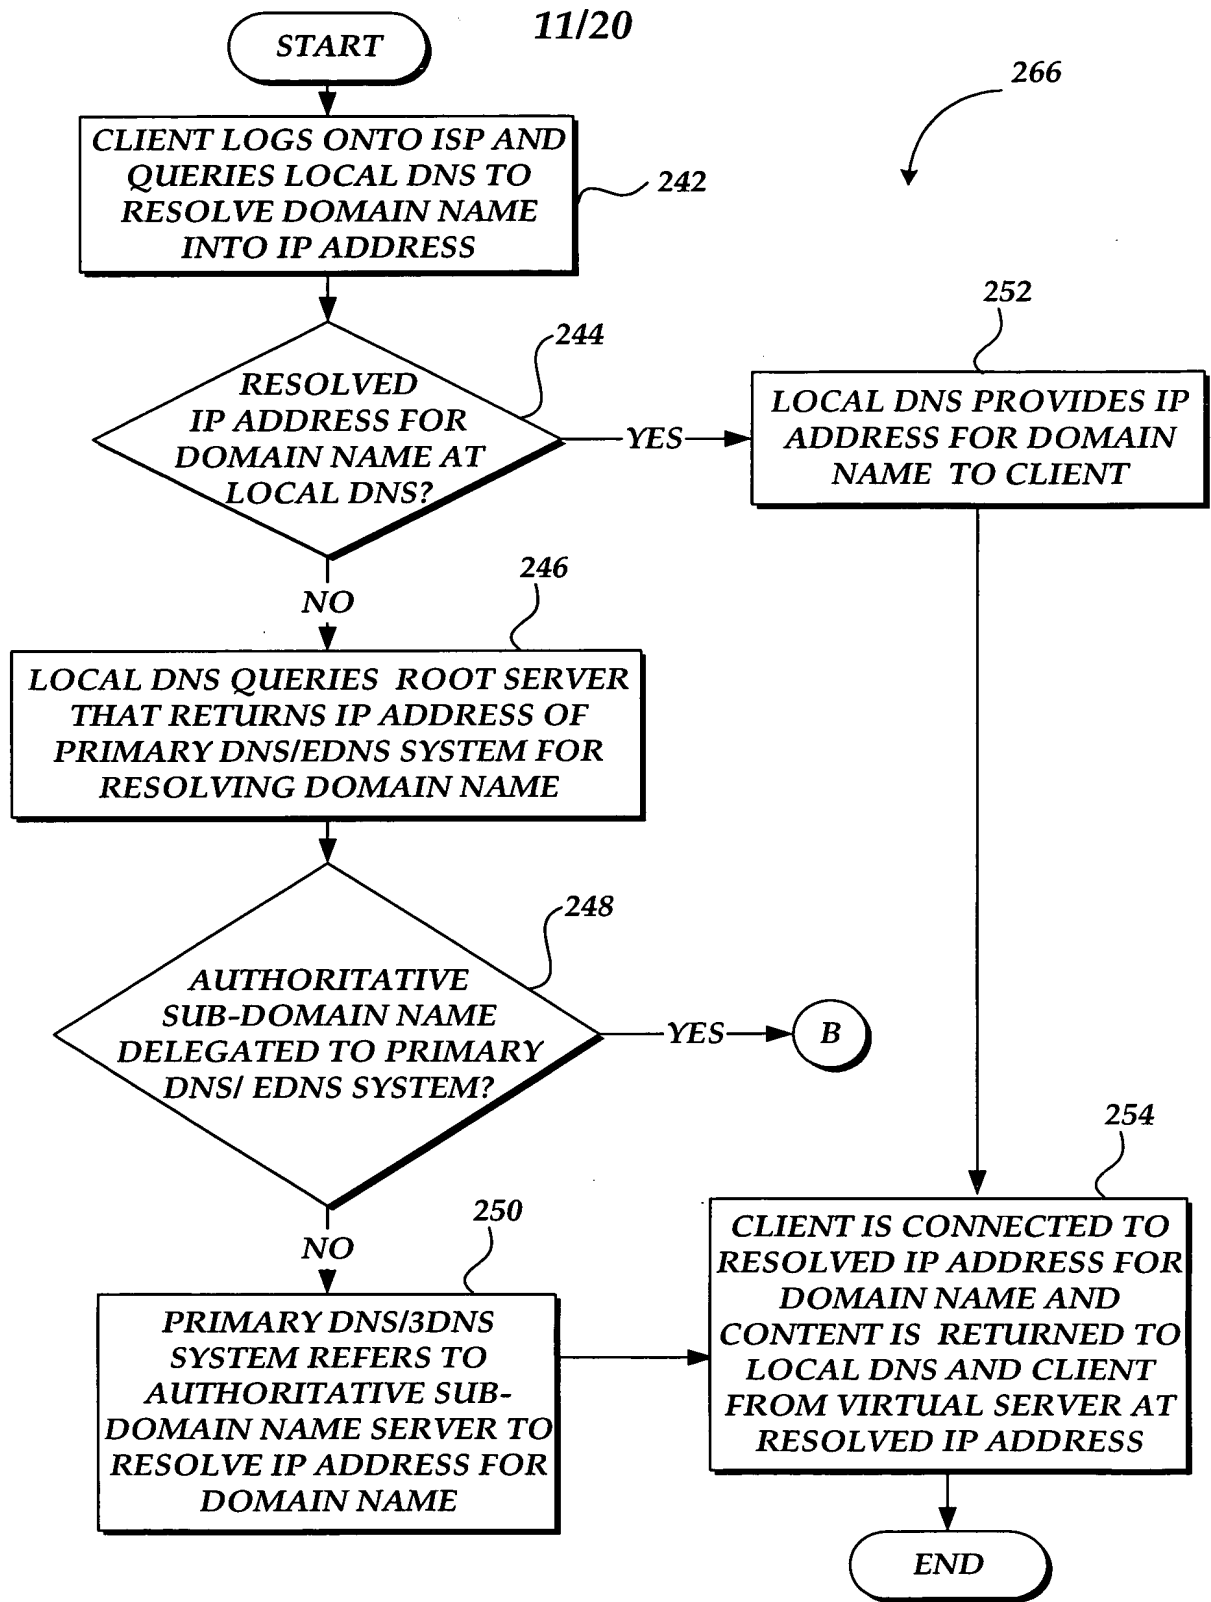 11/20
START
266
CLIENT LOGS ONTO ISP AND
QUERIES LOCAL DNS TO
RESOLVE DOMAIN NAME
INTO IP ADDRESS
242
244
RESOLVED
IP ADDRESS FOR
DOMAIN NAME AT
LOCAL DNS?
YES
252
LOCAL DNS PROVIDES IP
ADDRESS FOR DOMAIN
NAME TO CLIENT
NO
246
LOCAL DNS QUERIES ROOT SERVER
THAT RETURNS IP ADDRESS OF
PRIMARY DNS/EDNS SYSTEM FOR
RESOLVING DOMAIN NAME
248
AUTHORITATIVE
SUB-DOMAIN NAME
DELEGATED TO PRIMARY
DNS/ EDNS SYSTEM?
YES
B
NO
250
PRIMARY DNS/3DNS
SYSTEM REFERS TO
AUTHORITATIVE SUB-
DOMAIN NAME SERVER TO
RESOLVE IP ADDRESS FOR
DOMAIN NAME
254
CLIENT IS CONNECTED TO
RESOLVED IP ADDRESS FOR
DOMAIN NAME AND
CONTENT IS RETURNED TO
LOCAL DNS AND CLIENT
FROM VIRTUAL SERVER AT
RESOLVED IP ADDRESS
END